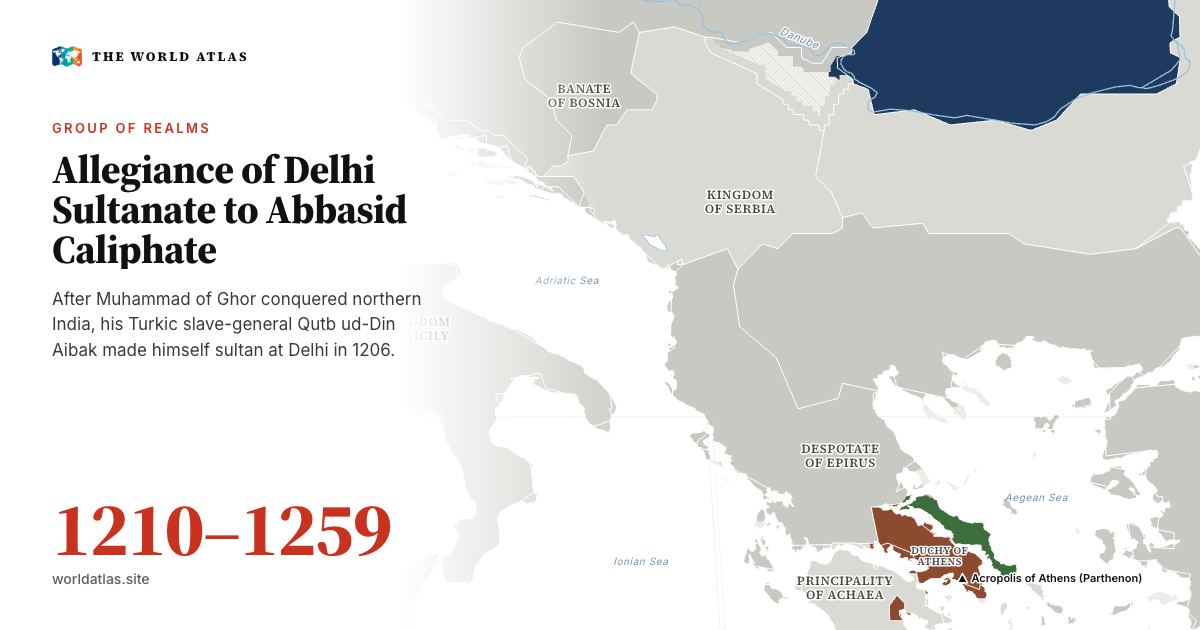 THE WORLD ATLAS
GROUP OF REALMS
Allegiance of Delhi
Sultanate to Abbasid
Caliphate
After Muhammad of Ghor conquered northern
India, his Turkic slave-general Qutb ud-Din
Aibak made himself sultan at Delhi in 1206.
1210–1259
worldatlas.site
Danube
BANATE
OF BOSNIA
KINGDOM
OF SERBIA
Adriatic Sea
GDOM
SICILY
DESPOTATE
OF EPIRUS
Aegean Sea
Ionian Sea
DUCHY OF
ATHENS
Acropolis of Athens (Parthenon)
PRINCIPALITY
OF ACHAEA